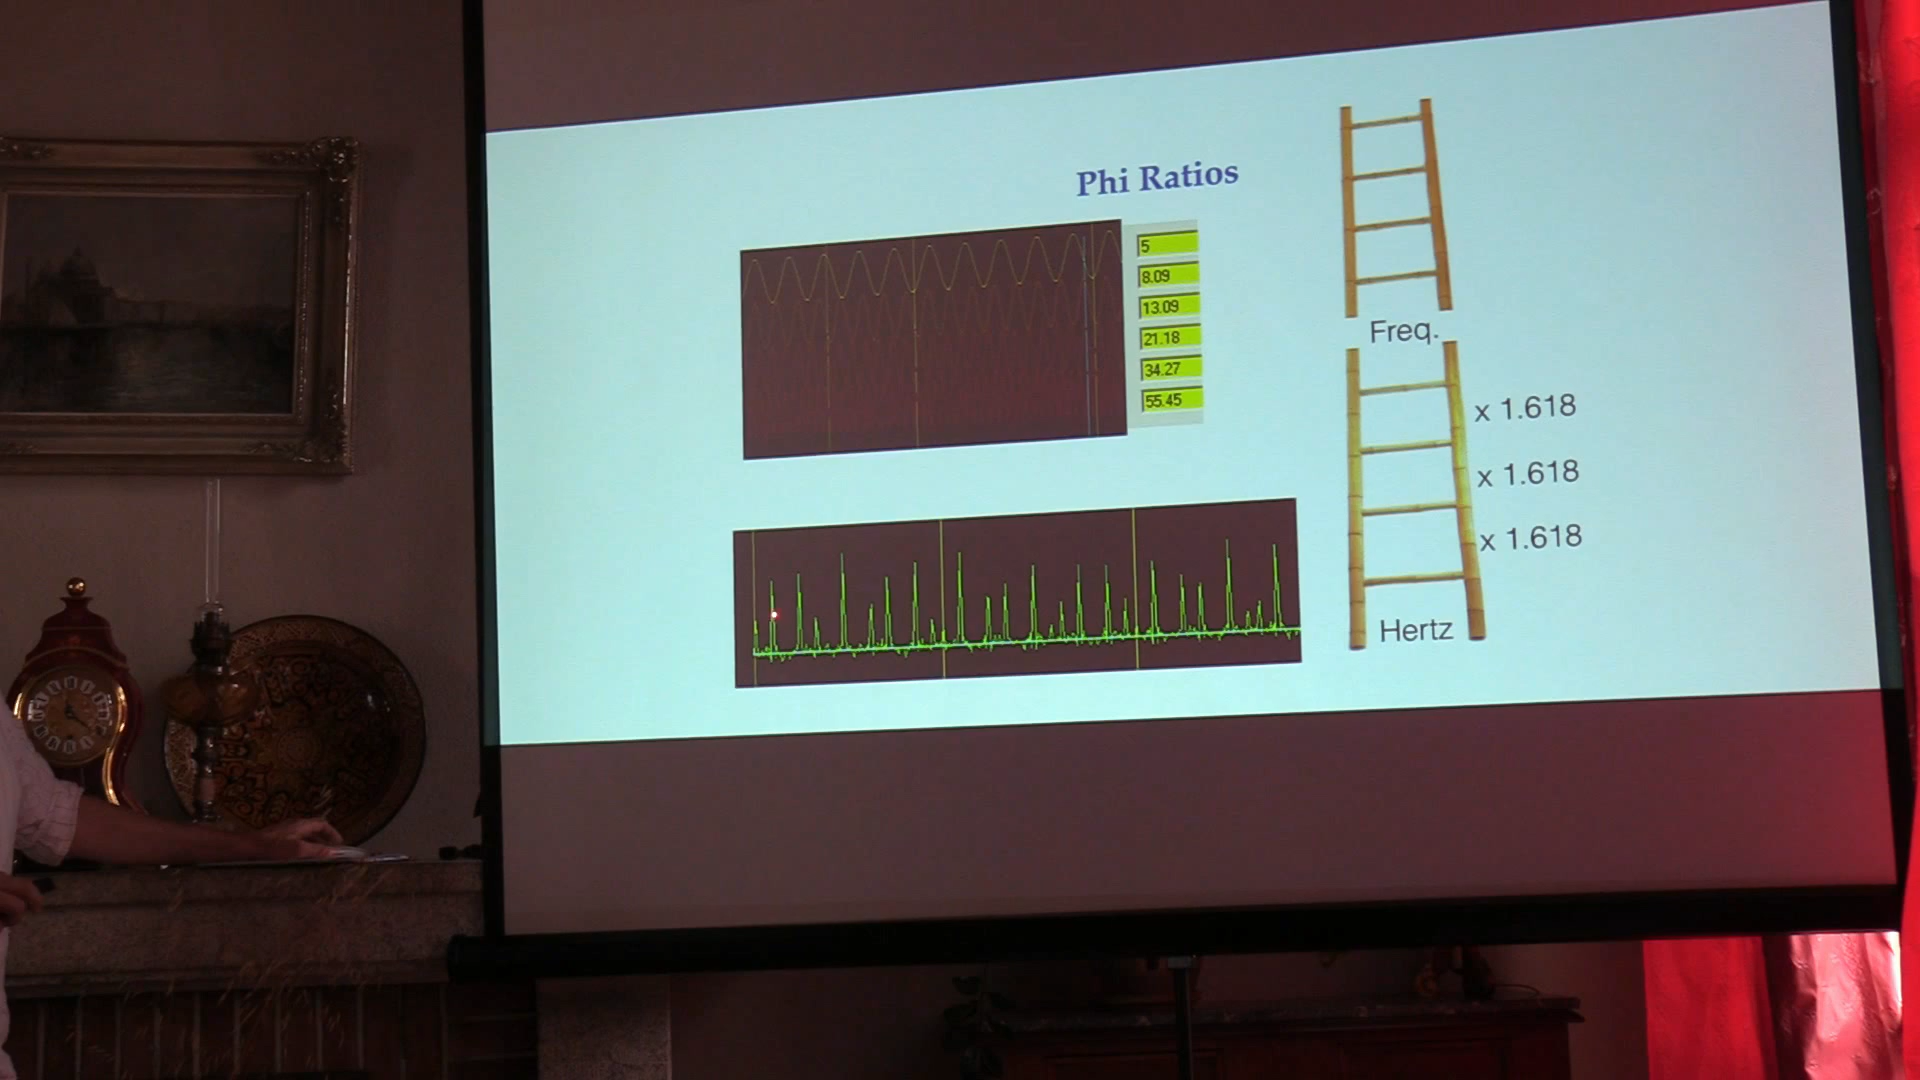 Phi Ratios
5
8.09
13.09
21.18
34.27
55.45
Freq.
x 1.618
x 1.618
x 1.618
Hertz